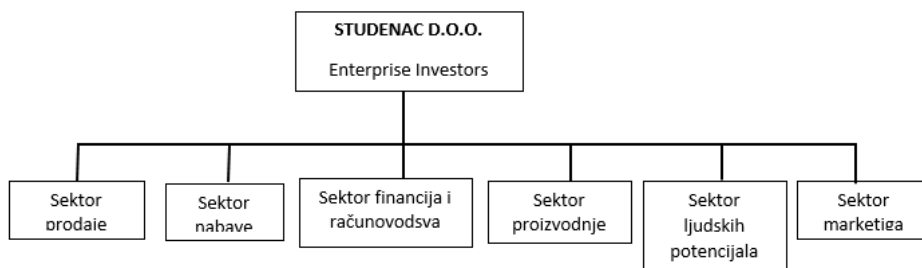 STUDENAC D.O.O.
Enterprise Investors
Sektor
prodaje
Sektor
nabave
Sektor financija i
računovodsva
Sektor
proizvodnje
Sektor
ljudskih
potencijala
Sektor
marketiga